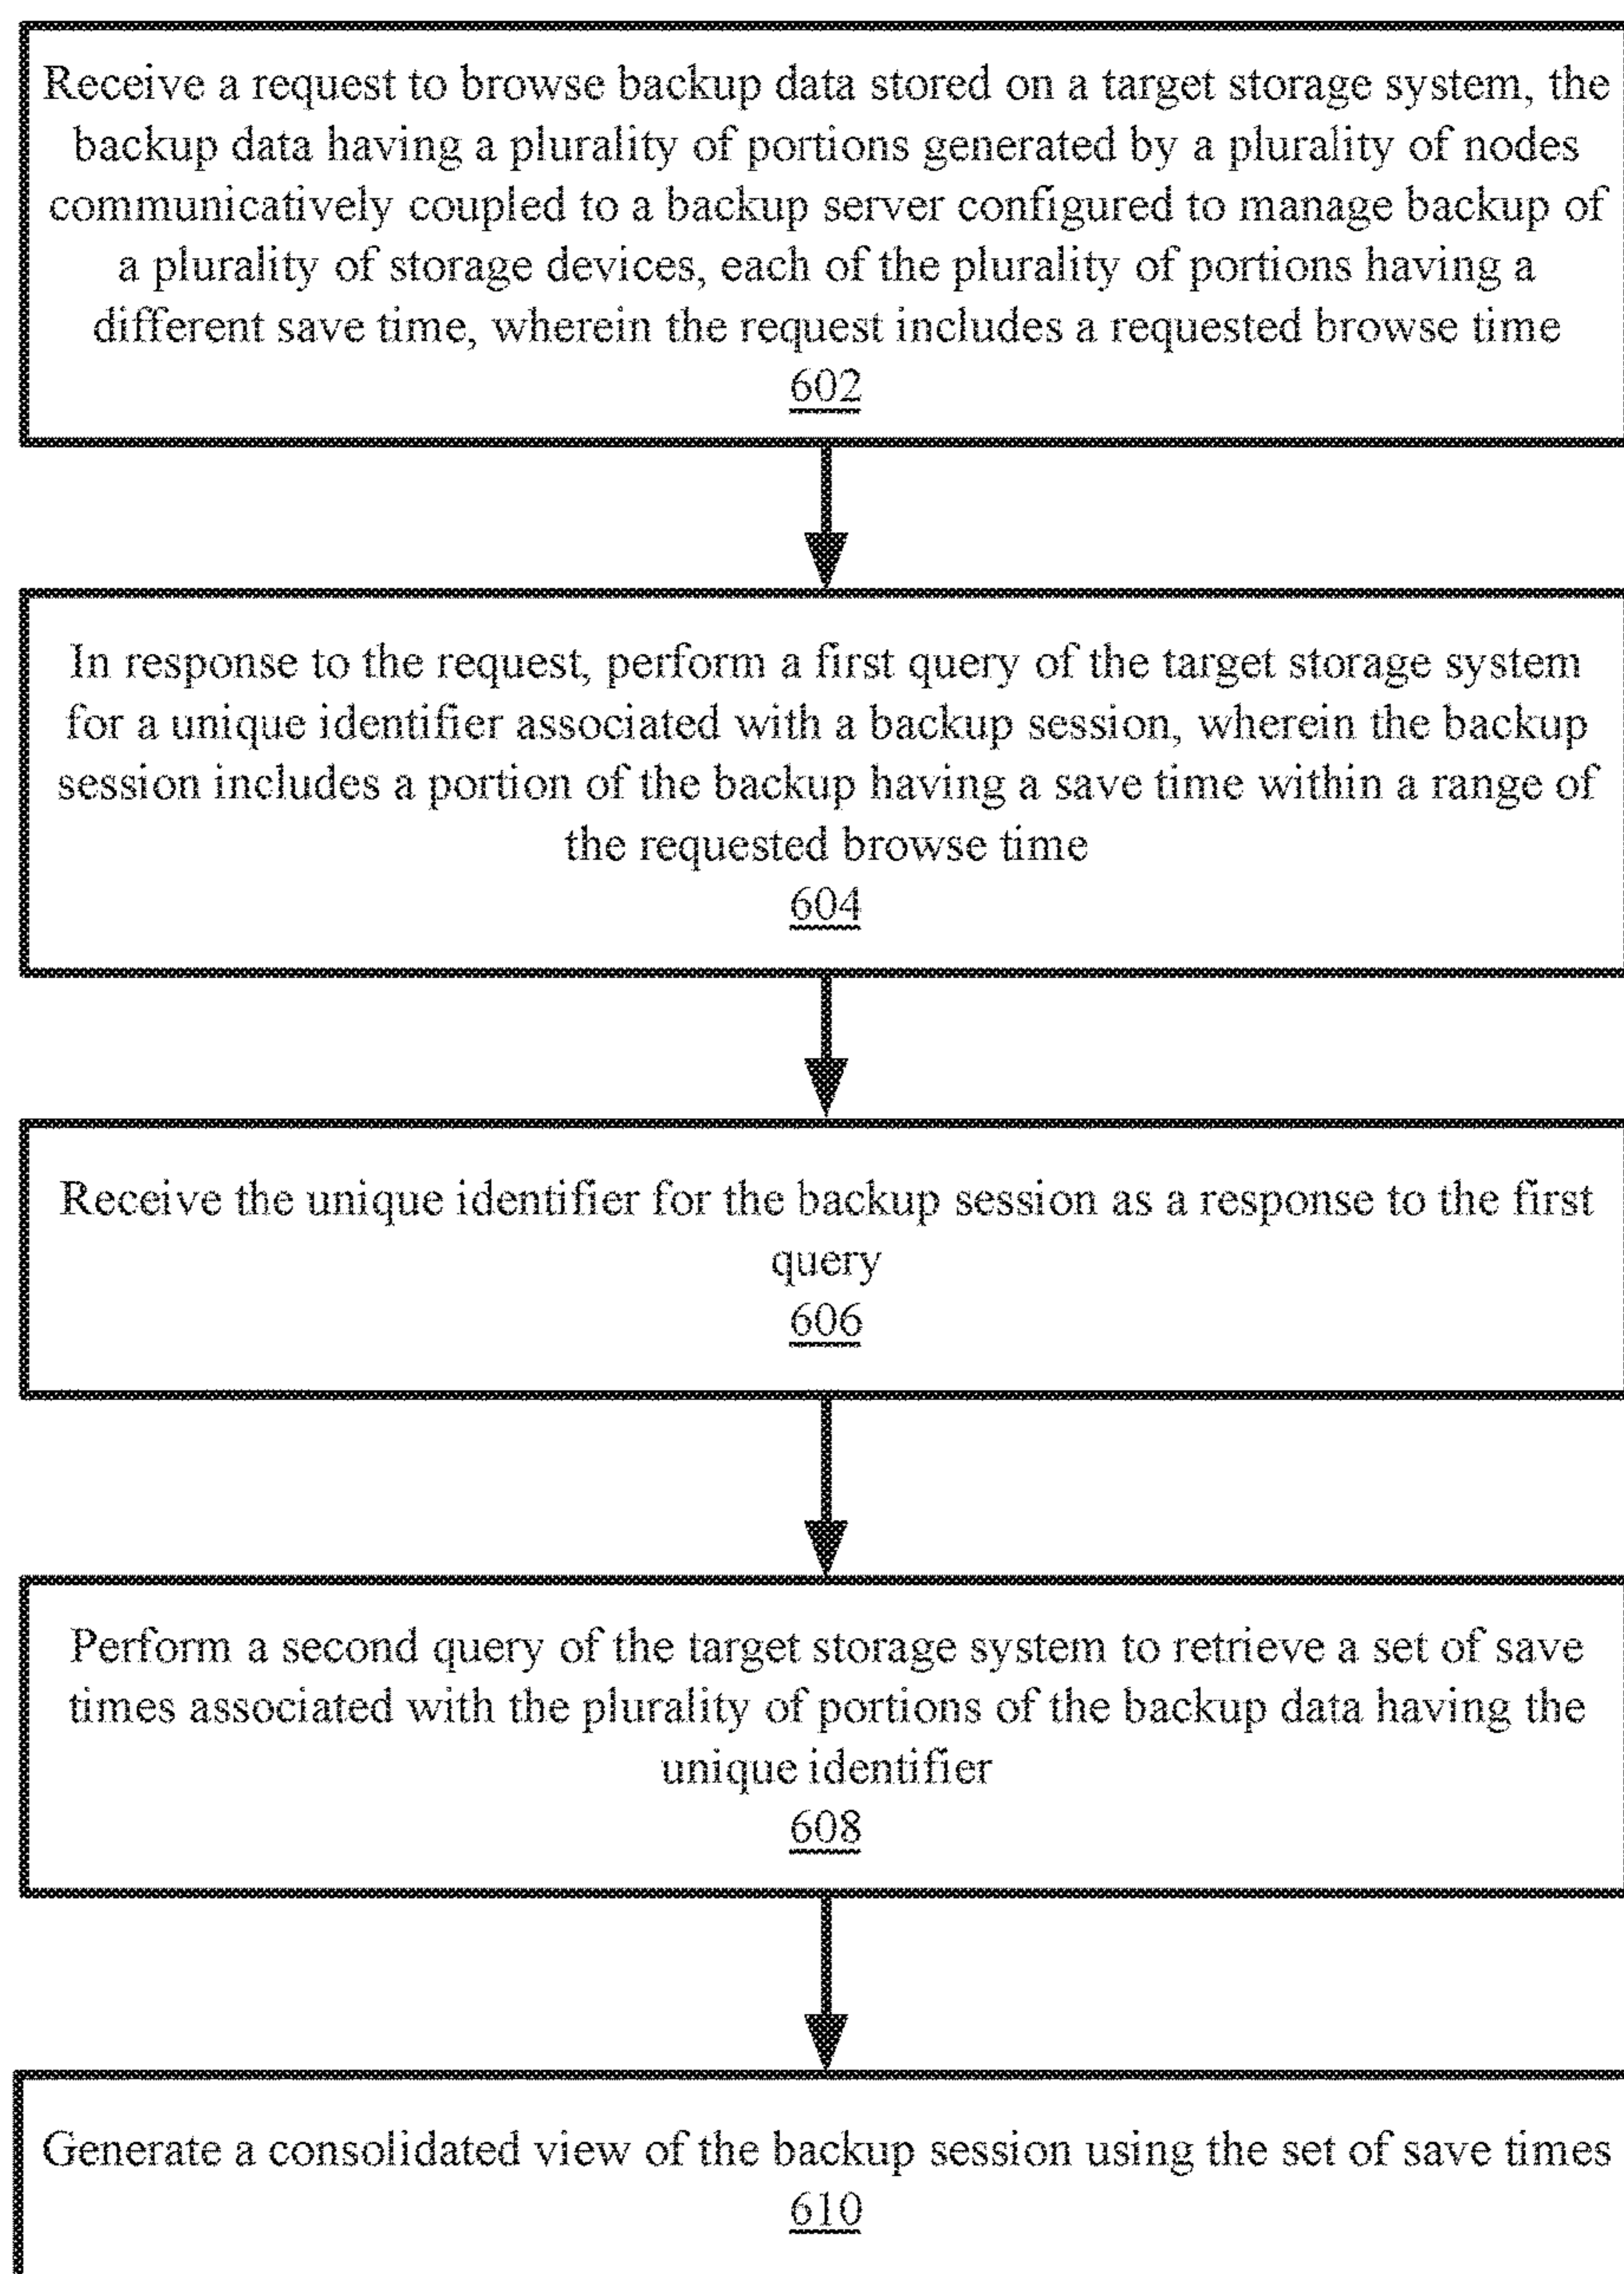 Receive a request to browse backup data stored on a target storage system, the
backup data having a plurality of portions generated by a plurality of nodes
communicatively coupled to a backup server configured to manage backup of
a plurality of storage devices, each of the plurality of portions having a
different save time, wherein the request includes a requested browse time
602
In response to the request, perform a first query of the target storage system
for a unique identifier associated with a backup session, wherein the backup
session includes a portion of the backup having a save time within a range of
the requested browse time
604
Receive the unique identifier for the backup session as a response to the first
query
606
Perform a second query of the target storage system to retrieve a set of save
times associated with the plurality of portions of the backup data having the
unique identifier
608
Generate a consolidated view of the backup session using the set of save times
610